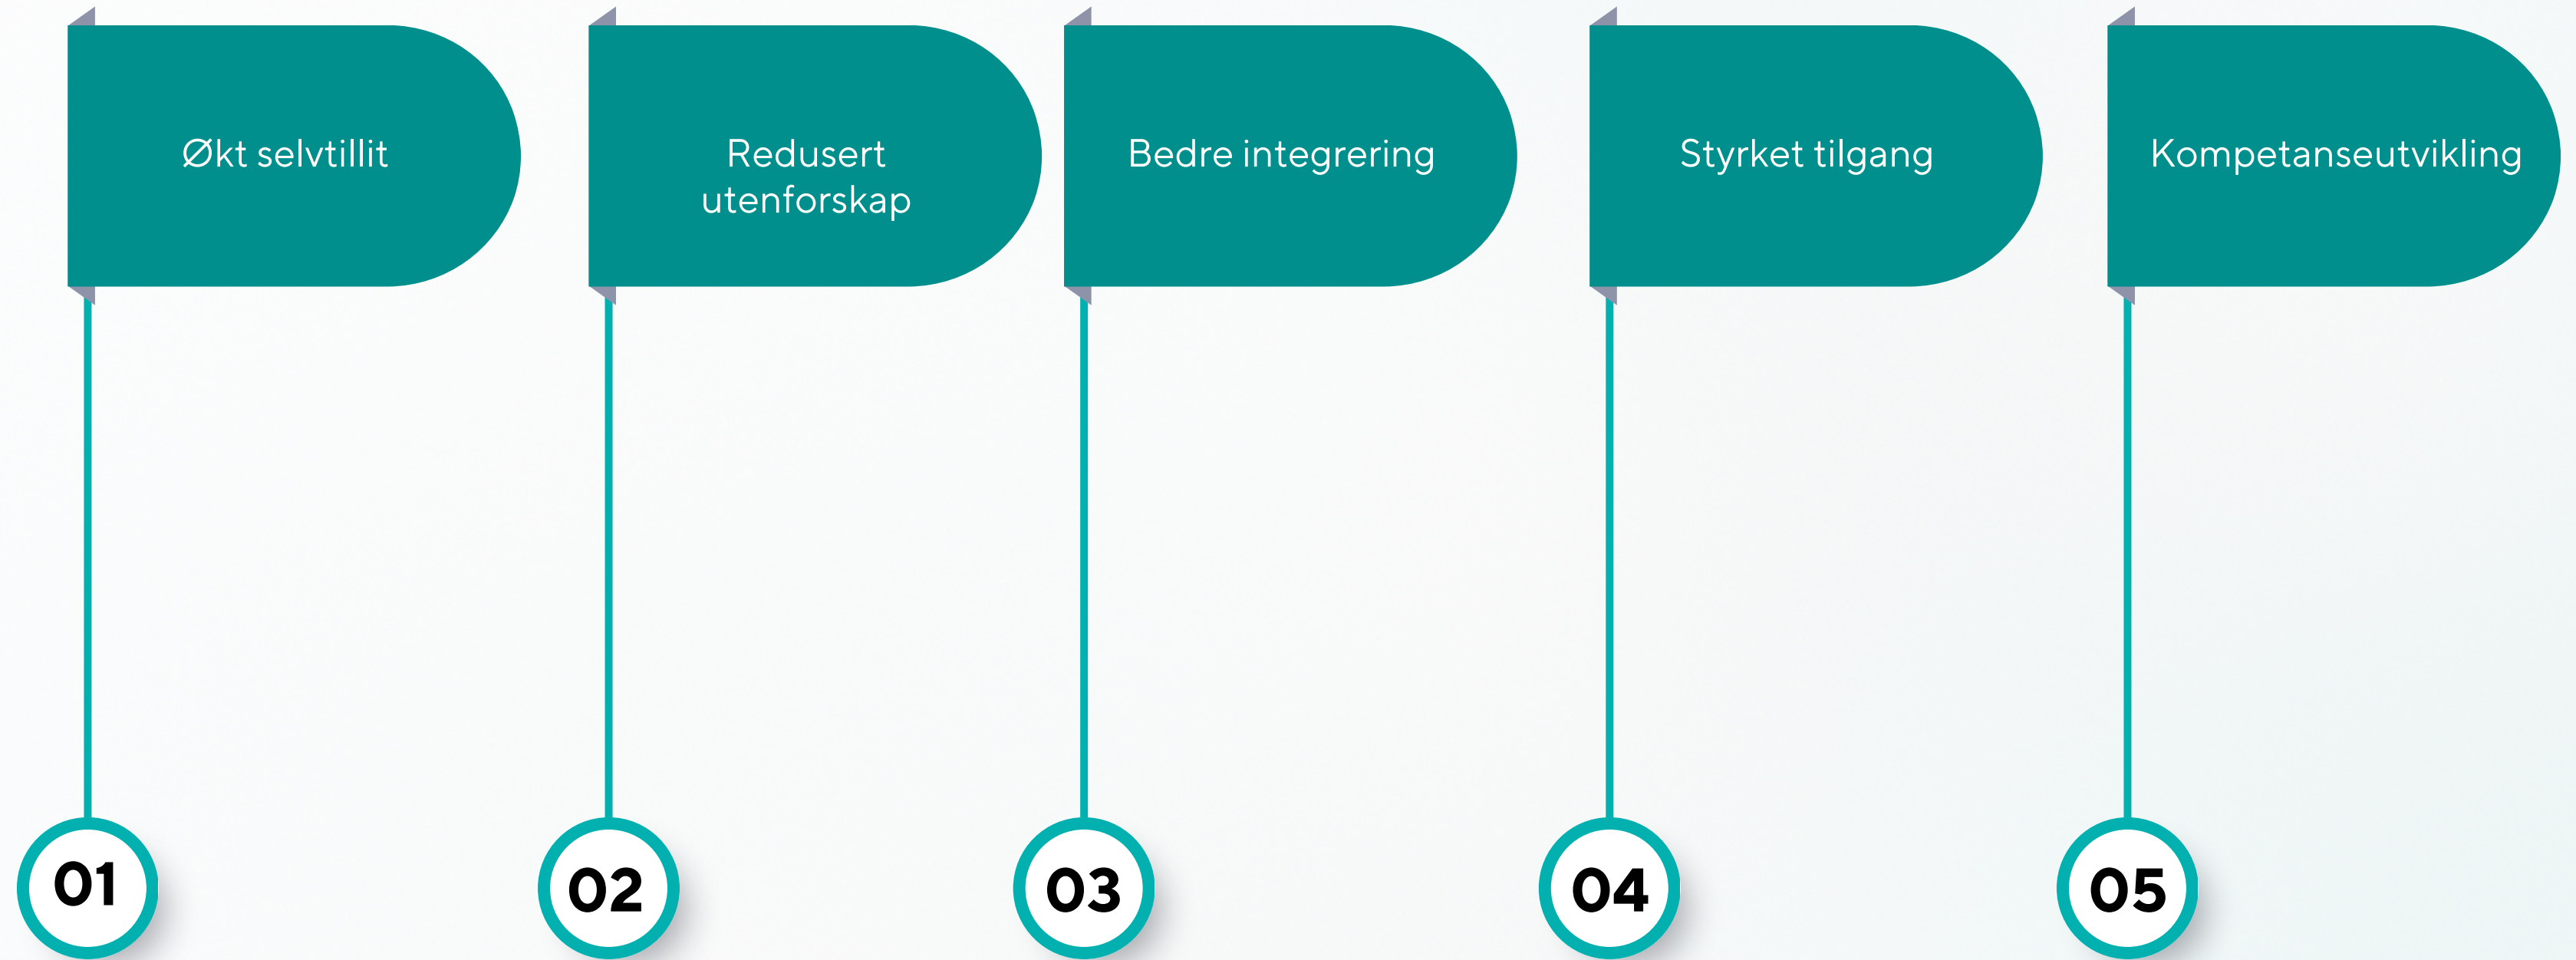 Økt selvtillit
Redusert
utenforskap
Bedre integrering
Styrket tilgang
Kompetanseutvikling
01
02
03
04
05